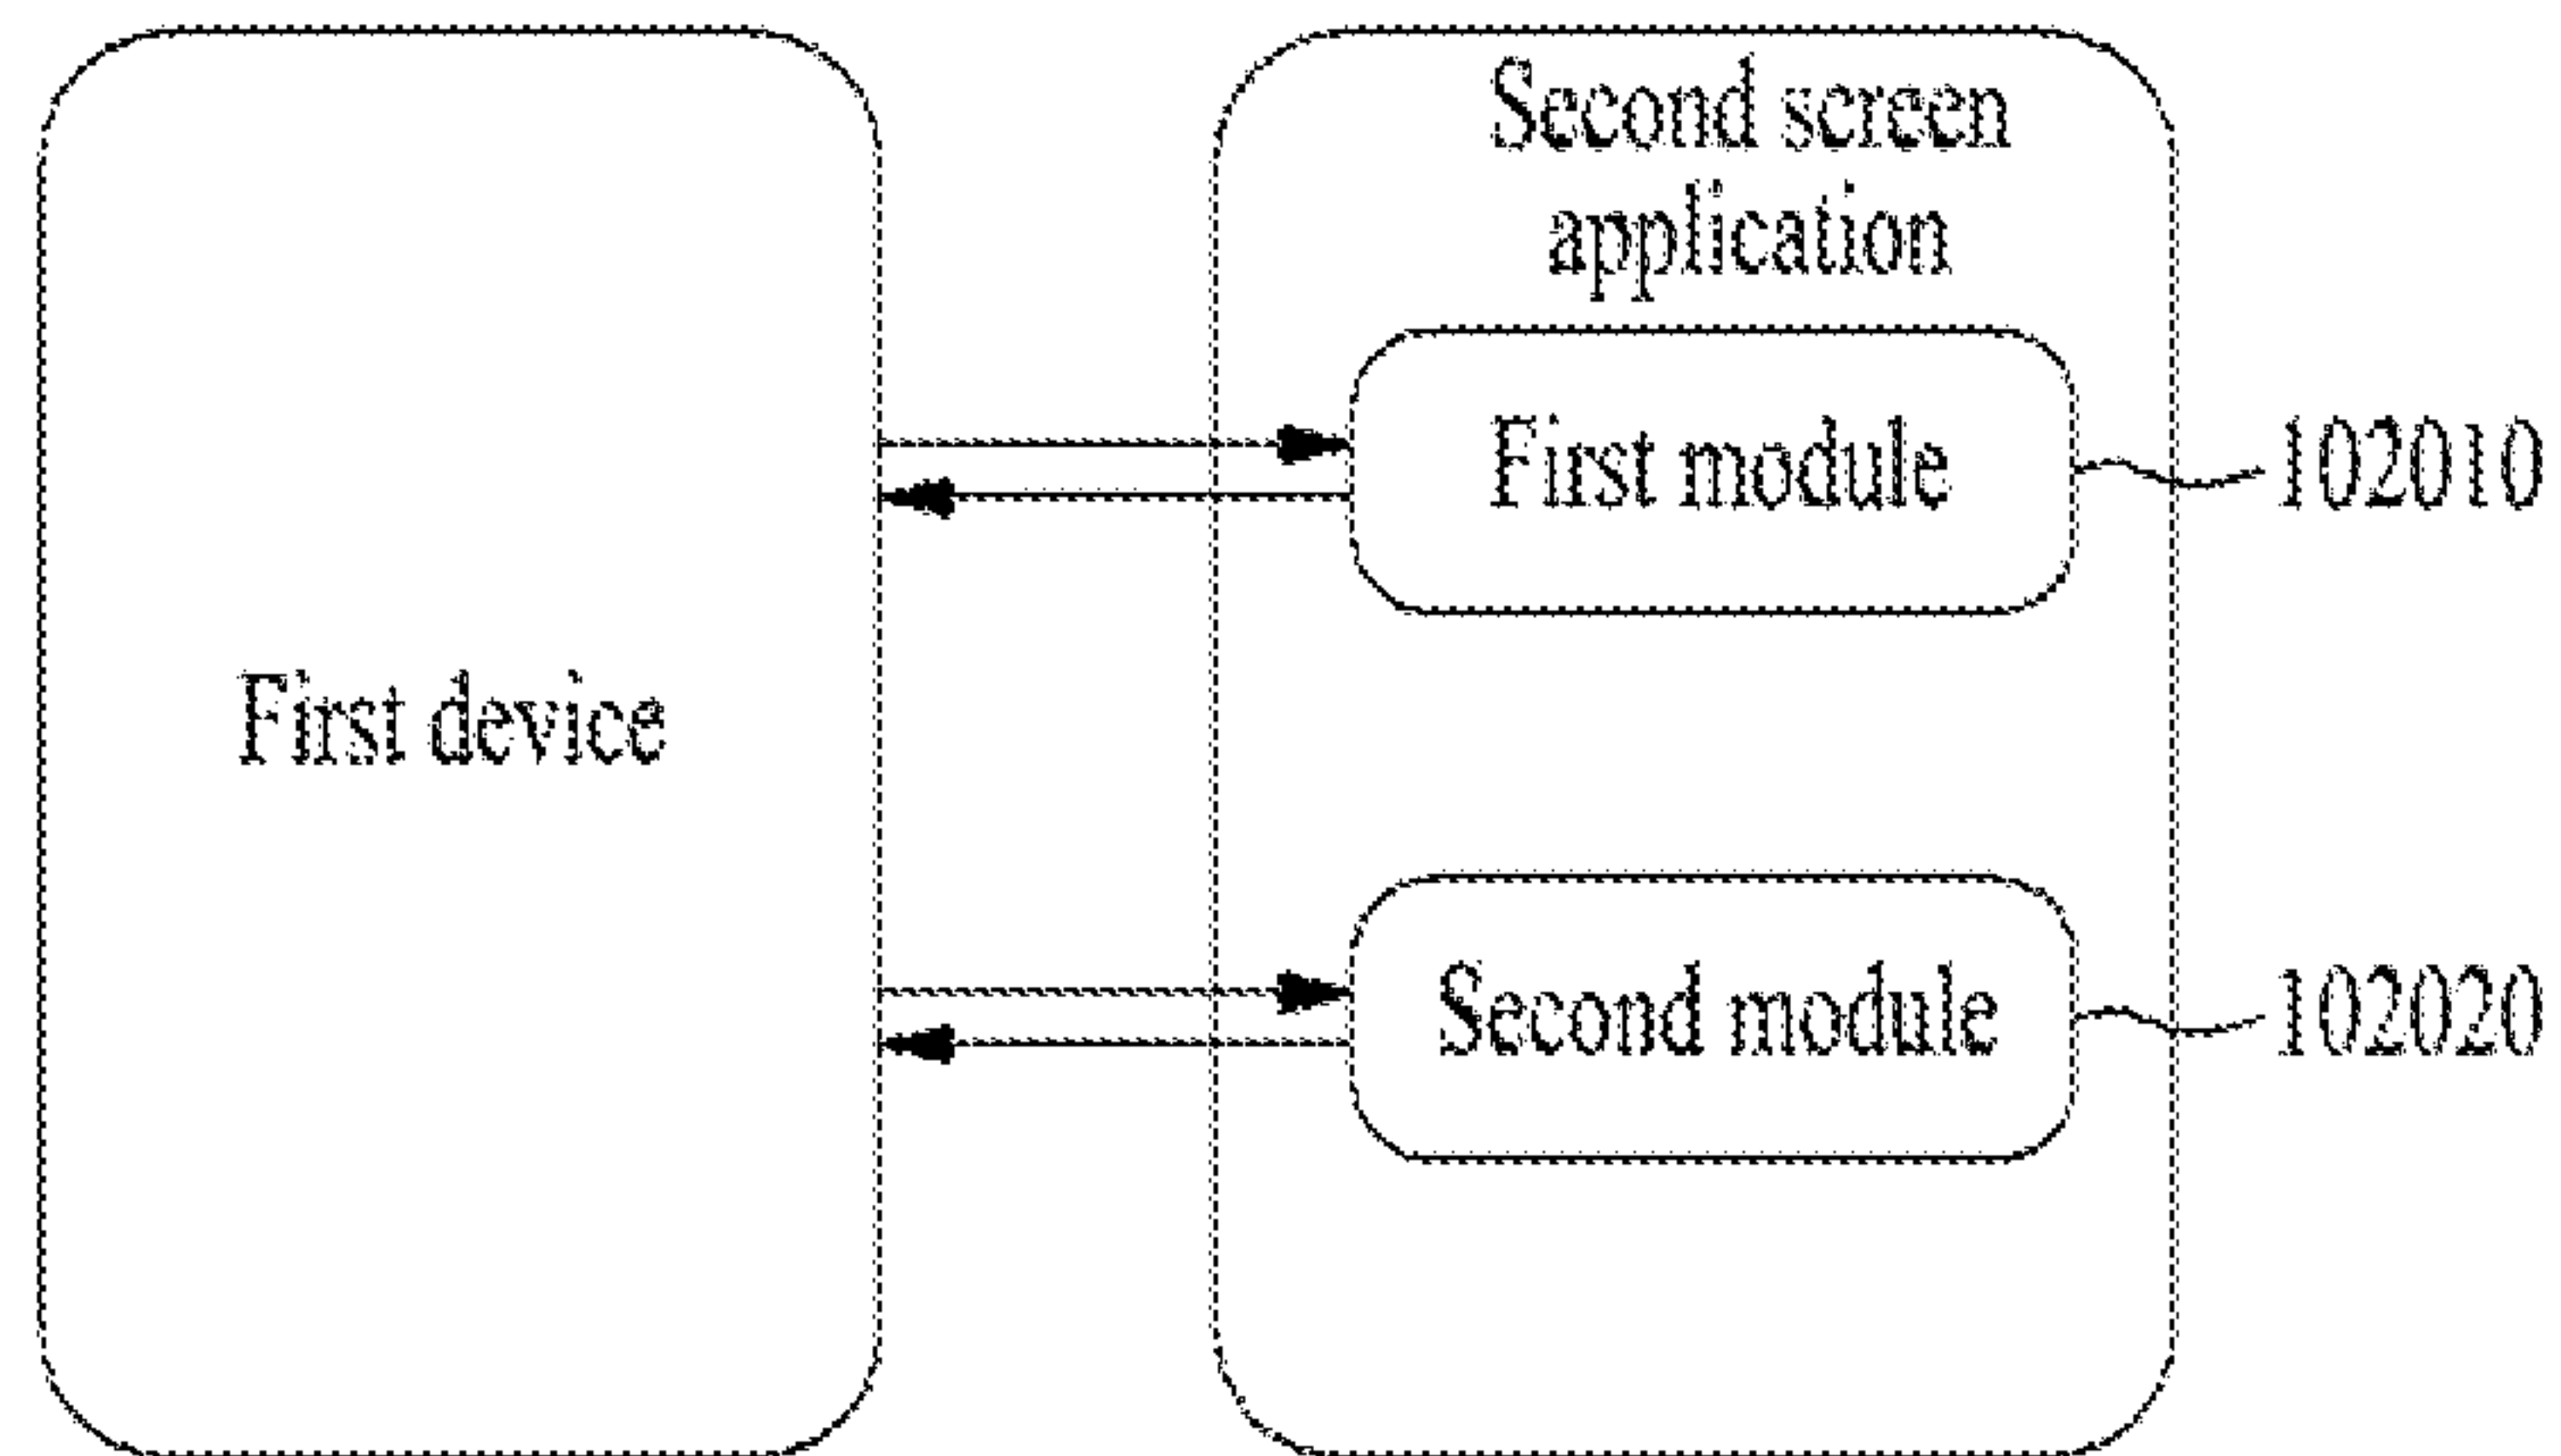 Second screen
application
First module
102010
First device
Second module
102020